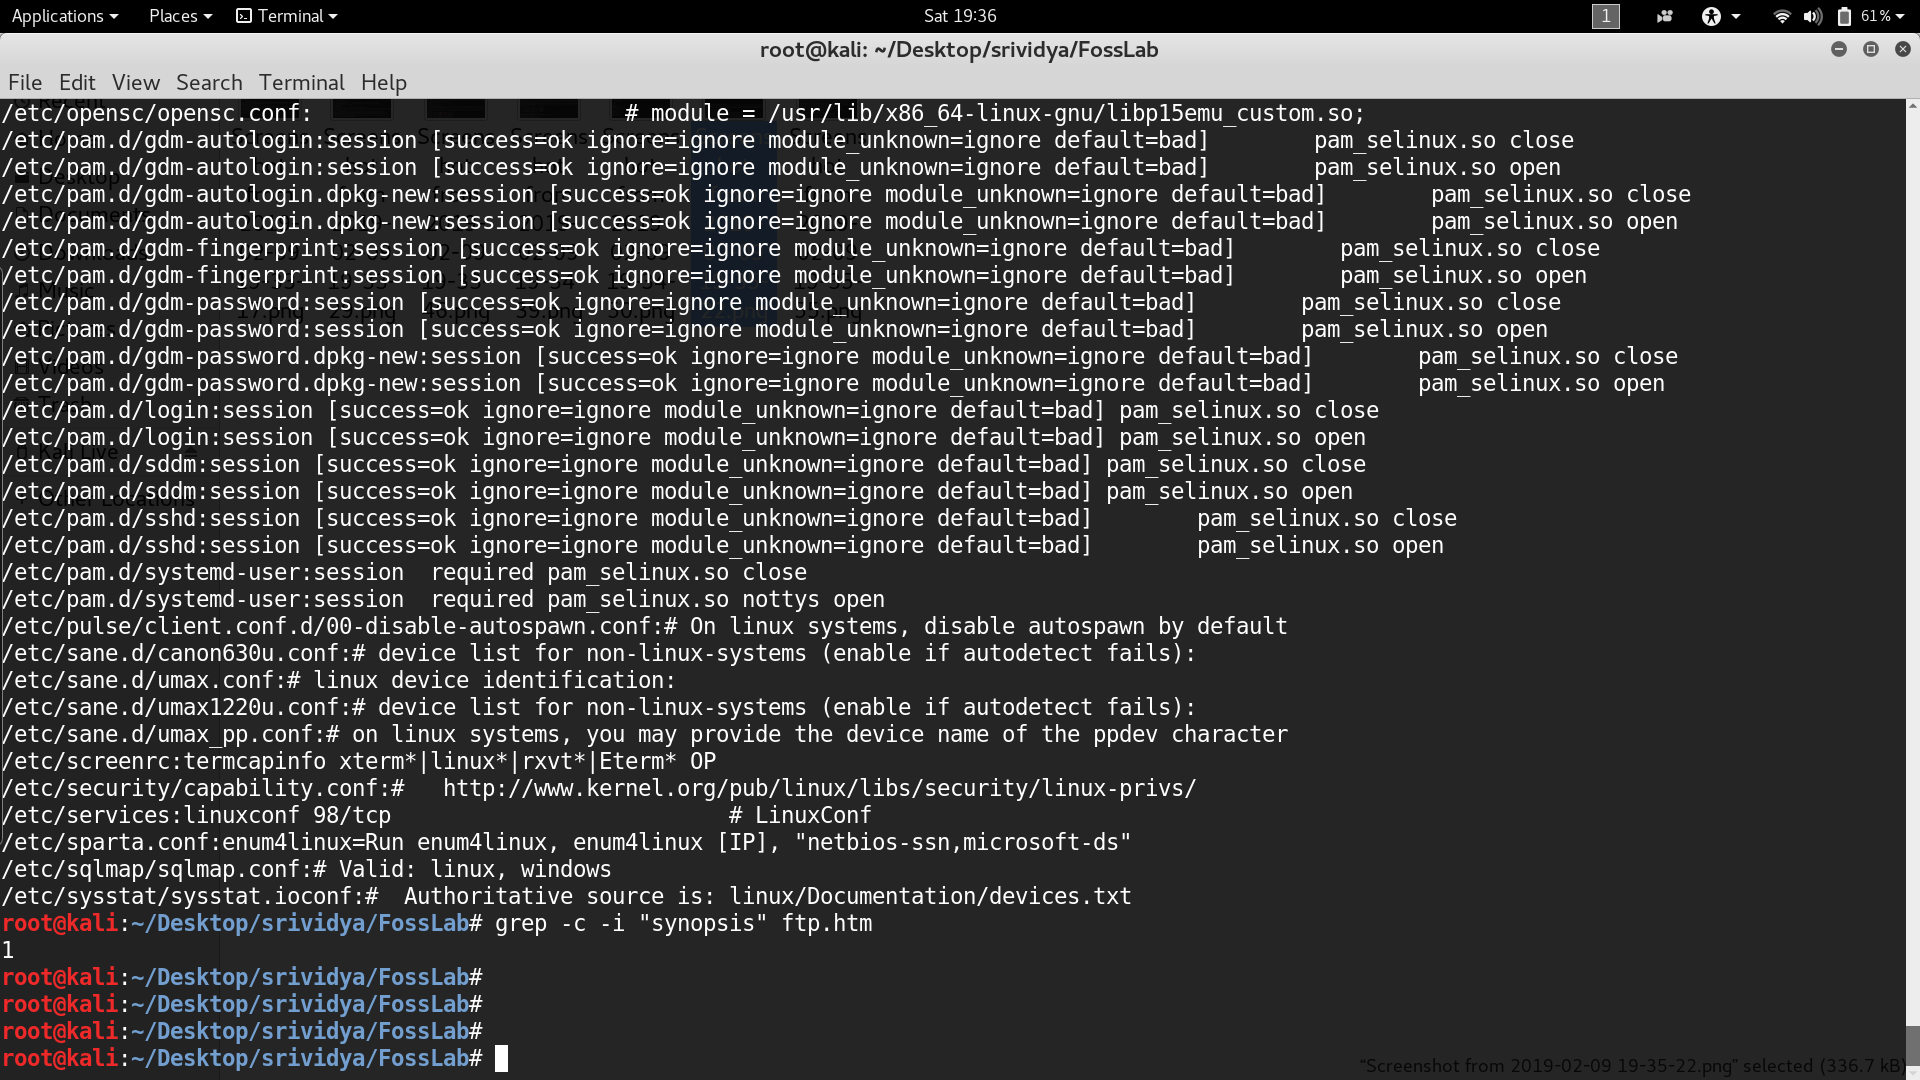 Applications Places Terminal Sat 19:36 1 61%
root@kali: ~/Desktop/srividya/FossLab
File Edit View Search Terminal Help
/etc/opensc/opensc.conf: # module = /usr/lib/x86_64-linux-gnu/libp15emu_custom.so;
/etc/pam.d/gdm-autologin:session [success=ok ignore=ignore module_unknown=ignore default=bad] pam_selinux.so close
/etc/pam.d/gdm-autologin:session [success=ok ignore=ignore module_unknown=ignore default=bad] pam_selinux.so open
/etc/pam.d/gdm-autologin.dpkg-new:session [success=ok ignore=ignore module_unknown=ignore default=bad] pam_selinux.so close
/etc/pam.d/gdm-autologin.dpkg-new:session [success=ok ignore=ignore module_unknown=ignore default=bad] pam_selinux.so open
/etc/pam.d/gdm-fingerprint:session [success=ok ignore=ignore module_unknown=ignore default=bad] pam_selinux.so close
/etc/pam.d/gdm-fingerprint:session [success=ok ignore=ignore module_unknown=ignore default=bad] pam_selinux.so open
/etc/pam.d/gdm-password:session [success=ok ignore=ignore module_unknown=ignore default=bad] pam_selinux.so close
/etc/pam.d/gdm-password:session [success=ok ignore=ignore module_unknown=ignore default=bad] pam_selinux.so open
/etc/pam.d/gdm-password.dpkg-new:session [success=ok ignore=ignore module_unknown=ignore default=bad] pam_selinux.so close
/etc/pam.d/gdm-password.dpkg-new:session [success=ok ignore=ignore module_unknown=ignore default=bad] pam_selinux.so open
/etc/pam.d/login:session [success=ok ignore=ignore module_unknown=ignore default=bad] pam_selinux.so close
/etc/pam.d/login:session [success=ok ignore=ignore module_unknown=ignore default=bad] pam_selinux.so open
/etc/pam.d/sddm:session [success=ok ignore=ignore module_unknown=ignore default=bad] pam_selinux.so close
/etc/pam.d/sddm:session [success=ok ignore=ignore module_unknown=ignore default=bad] pam_selinux.so open
/etc/pam.d/sshd:session [success=ok ignore=ignore module_unknown=ignore default=bad] pam_selinux.so close
/etc/pam.d/sshd:session [success=ok ignore=ignore module_unknown=ignore default=bad] pam_selinux.so open
/etc/pam.d/systemd-user:session required pam_selinux.so close
/etc/pam.d/systemd-user:session required pam_selinux.so nottys open
/etc/pulse/client.conf.d/00-disable-autospawn.conf:# On linux systems, disable autospawn by default
/etc/sane.d/canon630u.conf:# device list for non-linux-systems (enable if autodetect fails):
/etc/sane.d/umax.conf:# linux device identification:
/etc/sane.d/umax1220u.conf:# device list for non-linux-systems (enable if autodetect fails):
/etc/sane.d/umax_pp.conf:# on linux systems, you may provide the device name of the ppdev character
/etc/screenrc:termcapinfo xterm*|linux*|rxvt*|Eterm* OP
/etc/security/capability.conf:# http://www.kernel.org/pub/linux/libs/security/linux-privs/
/etc/services:linuxconf 98/tcp # LinuxConf
/etc/sparta.conf:enum4linux=Run enum4linux, enum4linux [IP], "netbios-ssn,microsoft-ds"
/etc/sqlmap/sqlmap.conf:# Valid: linux, windows
/etc/sysstat/sysstat.ioconf:# Authoritative source is: linux/Documentation/devices.txt
root@kali:~/Desktop/srividya/FossLab# grep -c -i "synopsis" ftp.htm
1
root@kali:~/Desktop/srividya/FossLab#
root@kali:~/Desktop/srividya/FossLab#
root@kali:~/Desktop/srividya/FossLab#
root@kali:~/Desktop/srividya/FossLab#
"Screenshot from 2019-02-09 19-35-22.png" selected (336.7 kB)